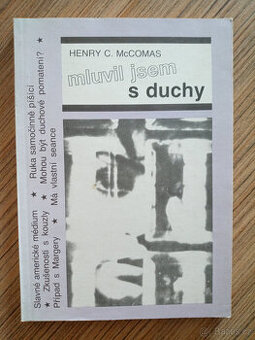 HENRY C. McCOMAS
mluvil jsem
s duchy
Slavné americké médium ★ Ruka samočinně píšící
★ Zkušenosti s kouzly ★ Mohou být duchové pomateni? ★
Případ s Margery ★ Má vlastní seance